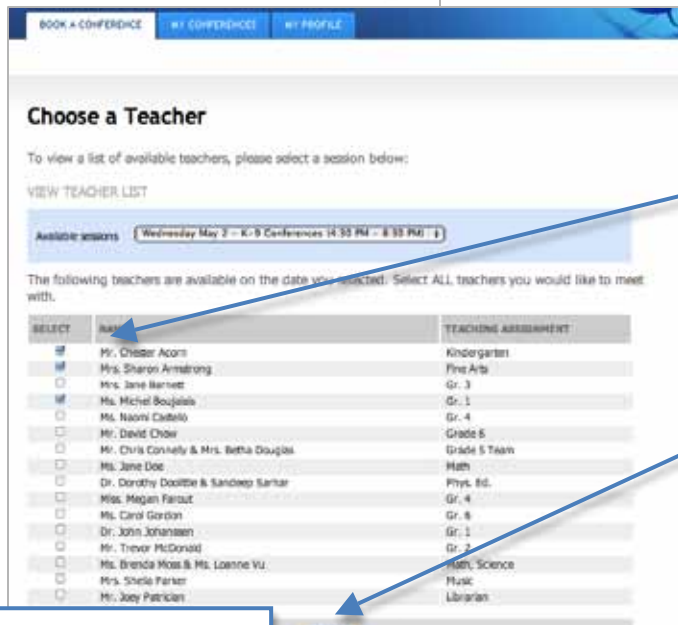 BOOK A CONFERENCE MY CONFERENCES MY PROFILE
Choose a Teacher
To view a list of available teachers, please select a session below:
VIEW TEACHER LIST
Available sessions Wednesday May 2 - K-9 Conferences (4:30 PM - 8:30 PM)
The following teachers are available on the date you selected. Select ALL teachers you would like to meet
with.
SELECT NAME TEACHING ASSIGNMENT
Mr. Chester Acorn Kindergarten
Mrs. Sharon Armstrong Fine Arts
Mrs. Jane Barnett Gr. 3
Ms. Michel Gr. 1
Ms. Naomi Castello Gr. 4
Mr. David Chow Grade 6
Mr. Chris Connelly & Mrs. Betha Douglas Grade 5 Team
Ms. Jane Doe Math
Dr. Dorothy Doolittle & Sandeep Sarhar Phys. Ed.
Miss. Megan Farout Gr. 4
Ms. Carol Gordon Gr. 6
Dr. John Johanssen Gr. 1
Mr. Trevor McDonald Gr. 2
Ms. Brenda Moss & Ms. Loanne Vu Math, Science
Mrs. Sheila Parker Music
Mr. Joey Patrician Librarian